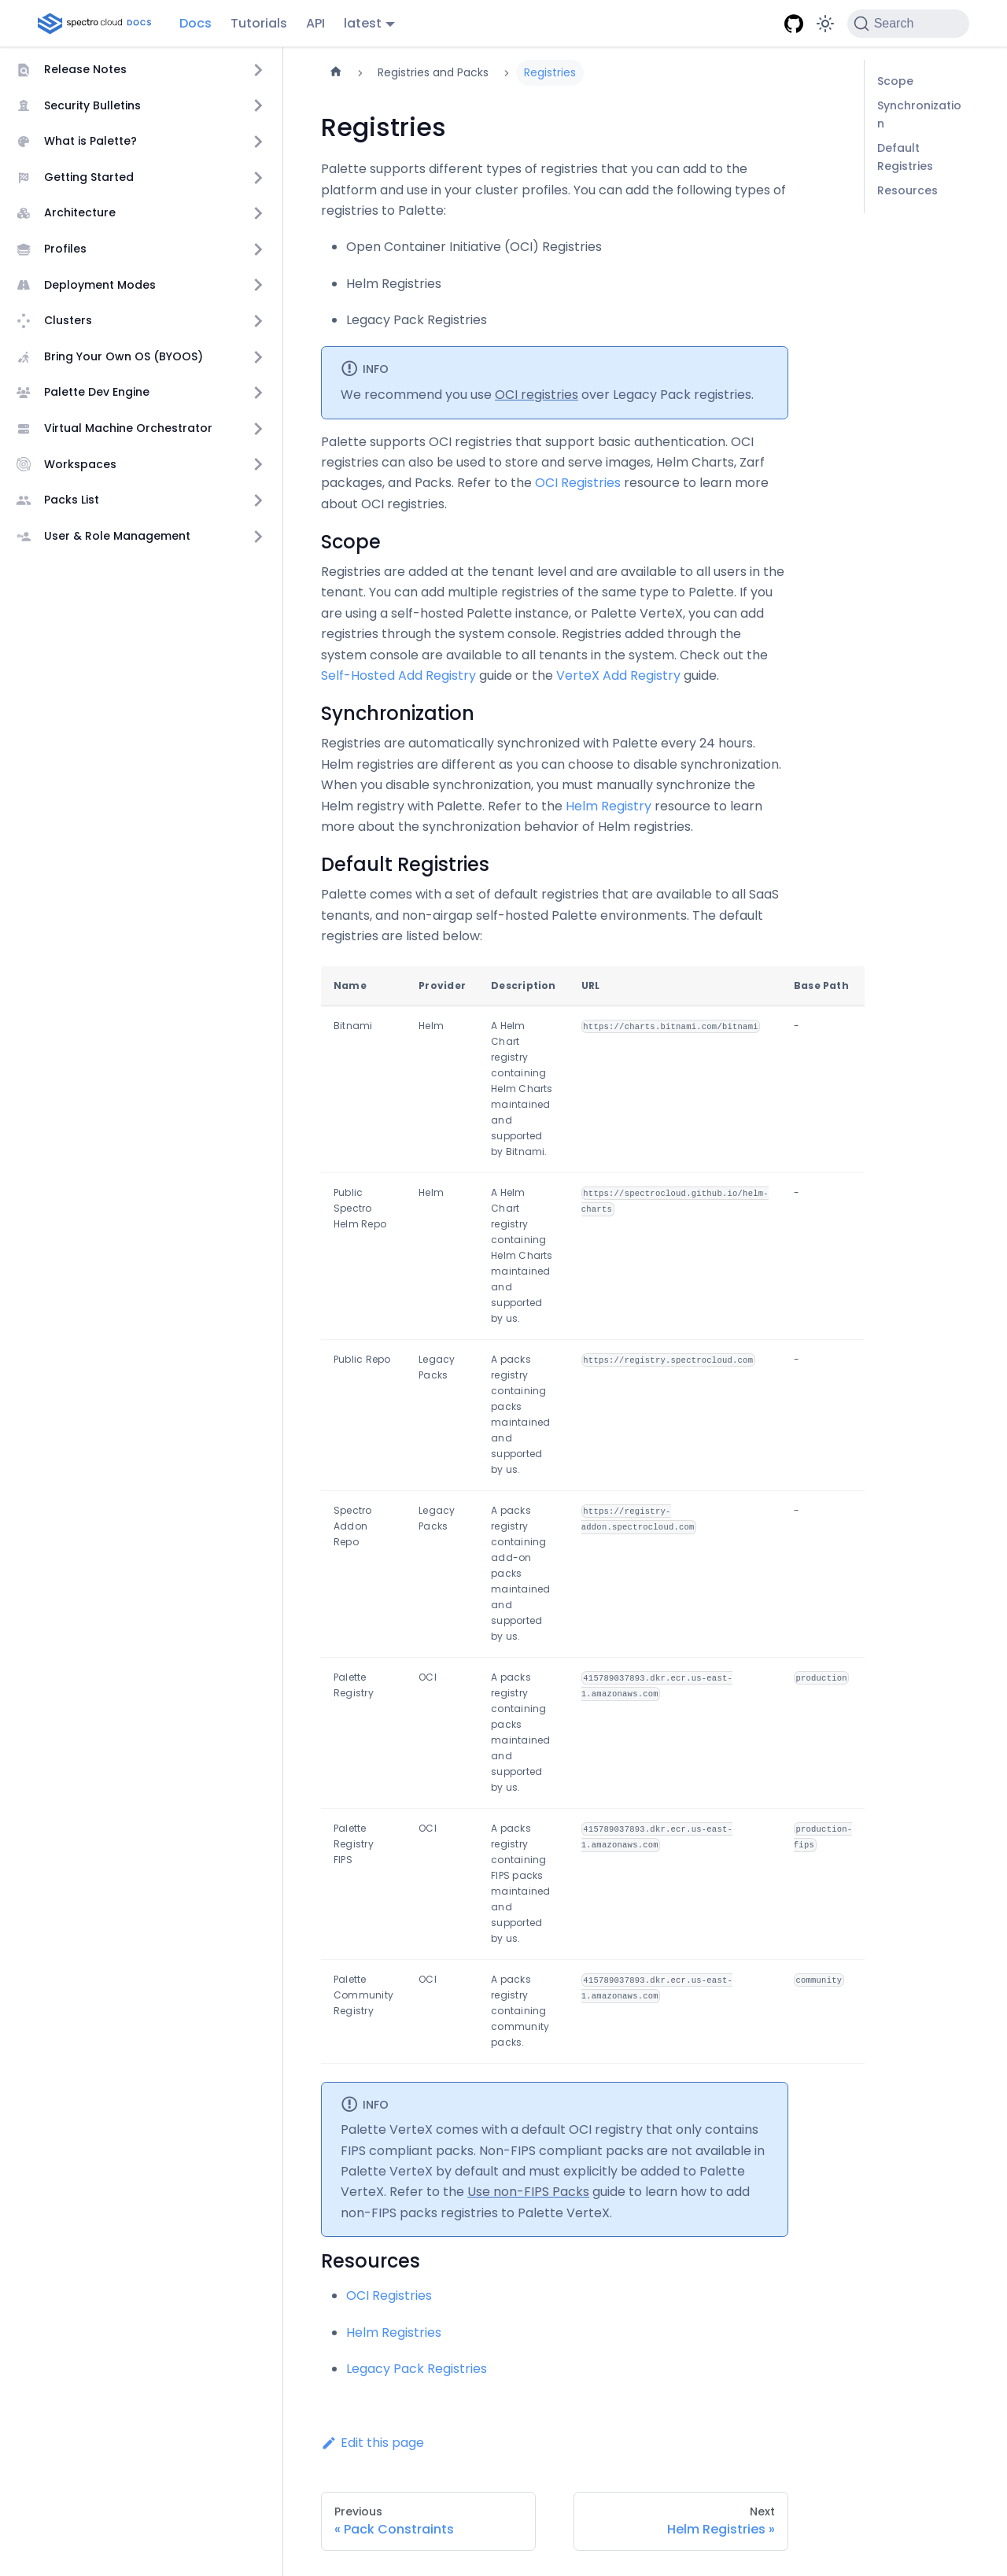 spectro cloud DOCS Docs Tutorials API latest Search
Release Notes
Security Bulletins
What is Palette?
Getting Started
Architecture
Profiles
Deployment Modes
Clusters
Bring Your Own OS (BYOOS)
Palette Dev Engine
Virtual Machine Orchestrator
Workspaces
Packs List
User & Role Management
Registries and Packs Registries
Registries
Palette supports different types of registries that you can add to the
platform and use in your cluster profiles. You can add the following types of
registries to Palette:
Open Container Initiative (OCI) Registries
Helm Registries
Legacy Pack Registries
INFO
We recommend you use OCI registries over Legacy Pack registries.
Palette supports OCI registries that support basic authentication. OCI
registries can also be used to store and serve images, Helm Charts, Zarf
packages, and Packs. Refer to the OCI Registries resource to learn more
about OCI registries.
Scope
Registries are added at the tenant level and are available to all users in the
tenant. You can add multiple registries of the same type to Palette. If you
are using a self-hosted Palette instance, or Palette VerteX, you can add
registries through the system console. Registries added through the
system console are available to all tenants in the system. Check out the
Self-Hosted Add Registry guide or the VerteX Add Registry guide.
Synchronization
Registries are automatically synchronized with Palette every 24 hours.
Helm registries are different as you can choose to disable synchronization.
When you disable synchronization, you must manually synchronize the
Helm registry with Palette. Refer to the Helm Registry resource to learn
more about the synchronization behavior of Helm registries.
Default Registries
Palette comes with a set of default registries that are available to all SaaS
tenants, and non-airgap self-hosted Palette environments. The default
registries are listed below:
Name Provider Description URL Base Path
Bitnami Helm A Helm https://charts.bitnami.com/bitnami -
Chart
registry
containing
Helm Charts
maintained
and
supported
by Bitnami.
Public Helm A Helm https://spectrocloud.github.io/helm- -
Spectro Chart charts
Helm Repo registry
containing
Helm Charts
maintained
and
supported
by us.
Public Repo Legacy A packs https://registry.spectrocloud.com -
Packs registry
containing
packs
maintained
and
supported
by us.
Spectro Legacy A packs https://registry- -
Addon Packs registry addon.spectrocloud.com
Repo containing
add-on
packs
maintained
and
supported
by us.
Palette OCI A packs 415789037893.dkr.ecr.us-east- production
Registry registry 1.amazonaws.com
containing
packs
maintained
and
supported
by us.
Palette OCI A packs 415789037893.dkr.ecr.us-east- production-
Registry registry 1.amazonaws.com fips
FIPS containing
FIPS packs
maintained
and
supported
by us.
Palette OCI A packs 415789037893.dkr.ecr.us-east- community
Community registry 1.amazonaws.com
Registry containing
community
packs.
INFO
Palette VerteX comes with a default OCI registry that only contains
FIPS compliant packs. Non-FIPS compliant packs are not available in
Palette VerteX by default and must explicitly be added to Palette
VerteX. Refer to the Use non-FIPS Packs guide to learn how to add
non-FIPS packs registries to Palette VerteX.
Resources
OCI Registries
Helm Registries
Legacy Pack Registries
Edit this page
Previous
« Pack Constraints
Next
Helm Registries »
Scope
Synchronizatio
n
Default
Registries
Resources